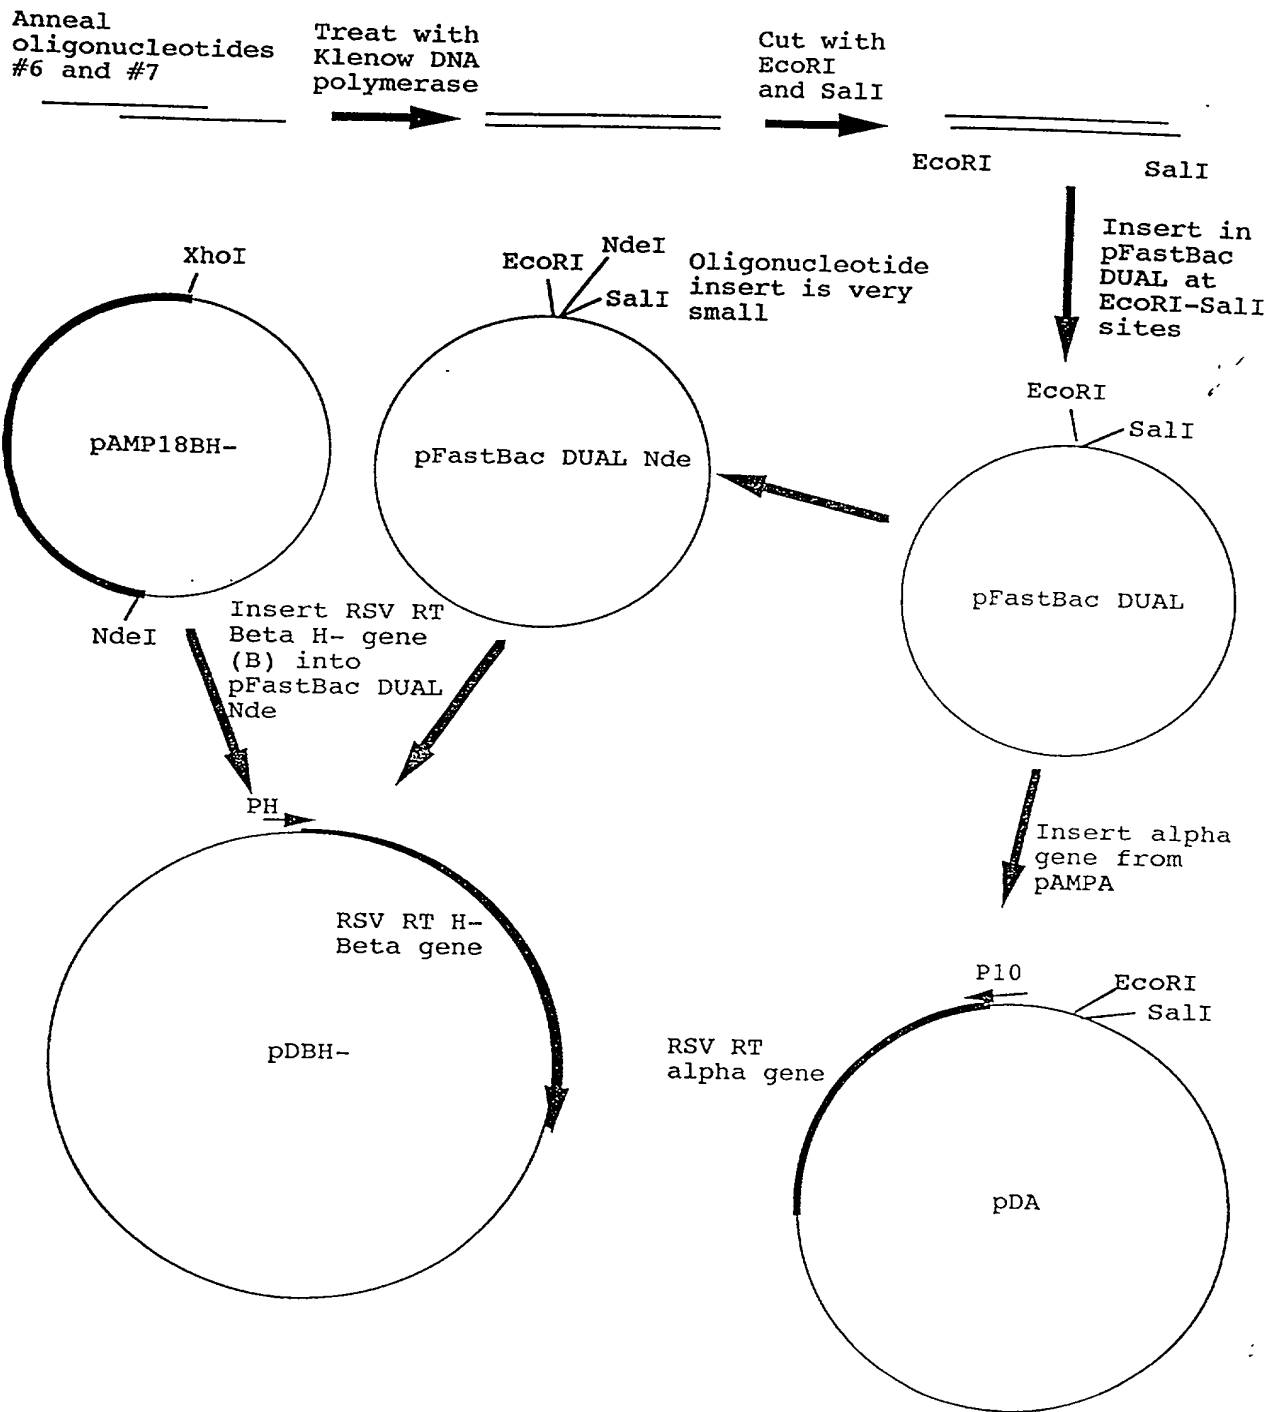 Anneal
oligonucleotides
#6 and #7
Treat with
Klenow DNA
polymerase
Cut with
EcoRI
and SalI
EcoRI
SalI
Insert in
pFastBac
DUAL at
EcoRI-SalI
sites
XhoI
pAMP18BH-
NdeI
EcoRI
NdeI
SalI
Oligonucleotide
insert is very
small
pFastBac DUAL Nde
EcoRI
SalI
pFastBac DUAL
Insert RSV RT
Beta H- gene
(B) into
pFastBac DUAL
Nde
PH
RSV RT H-
Beta gene
pDBH-
Insert alpha
gene from
pAMPA
P10
EcoRI
SalI
RSV RT
alpha gene
pDA